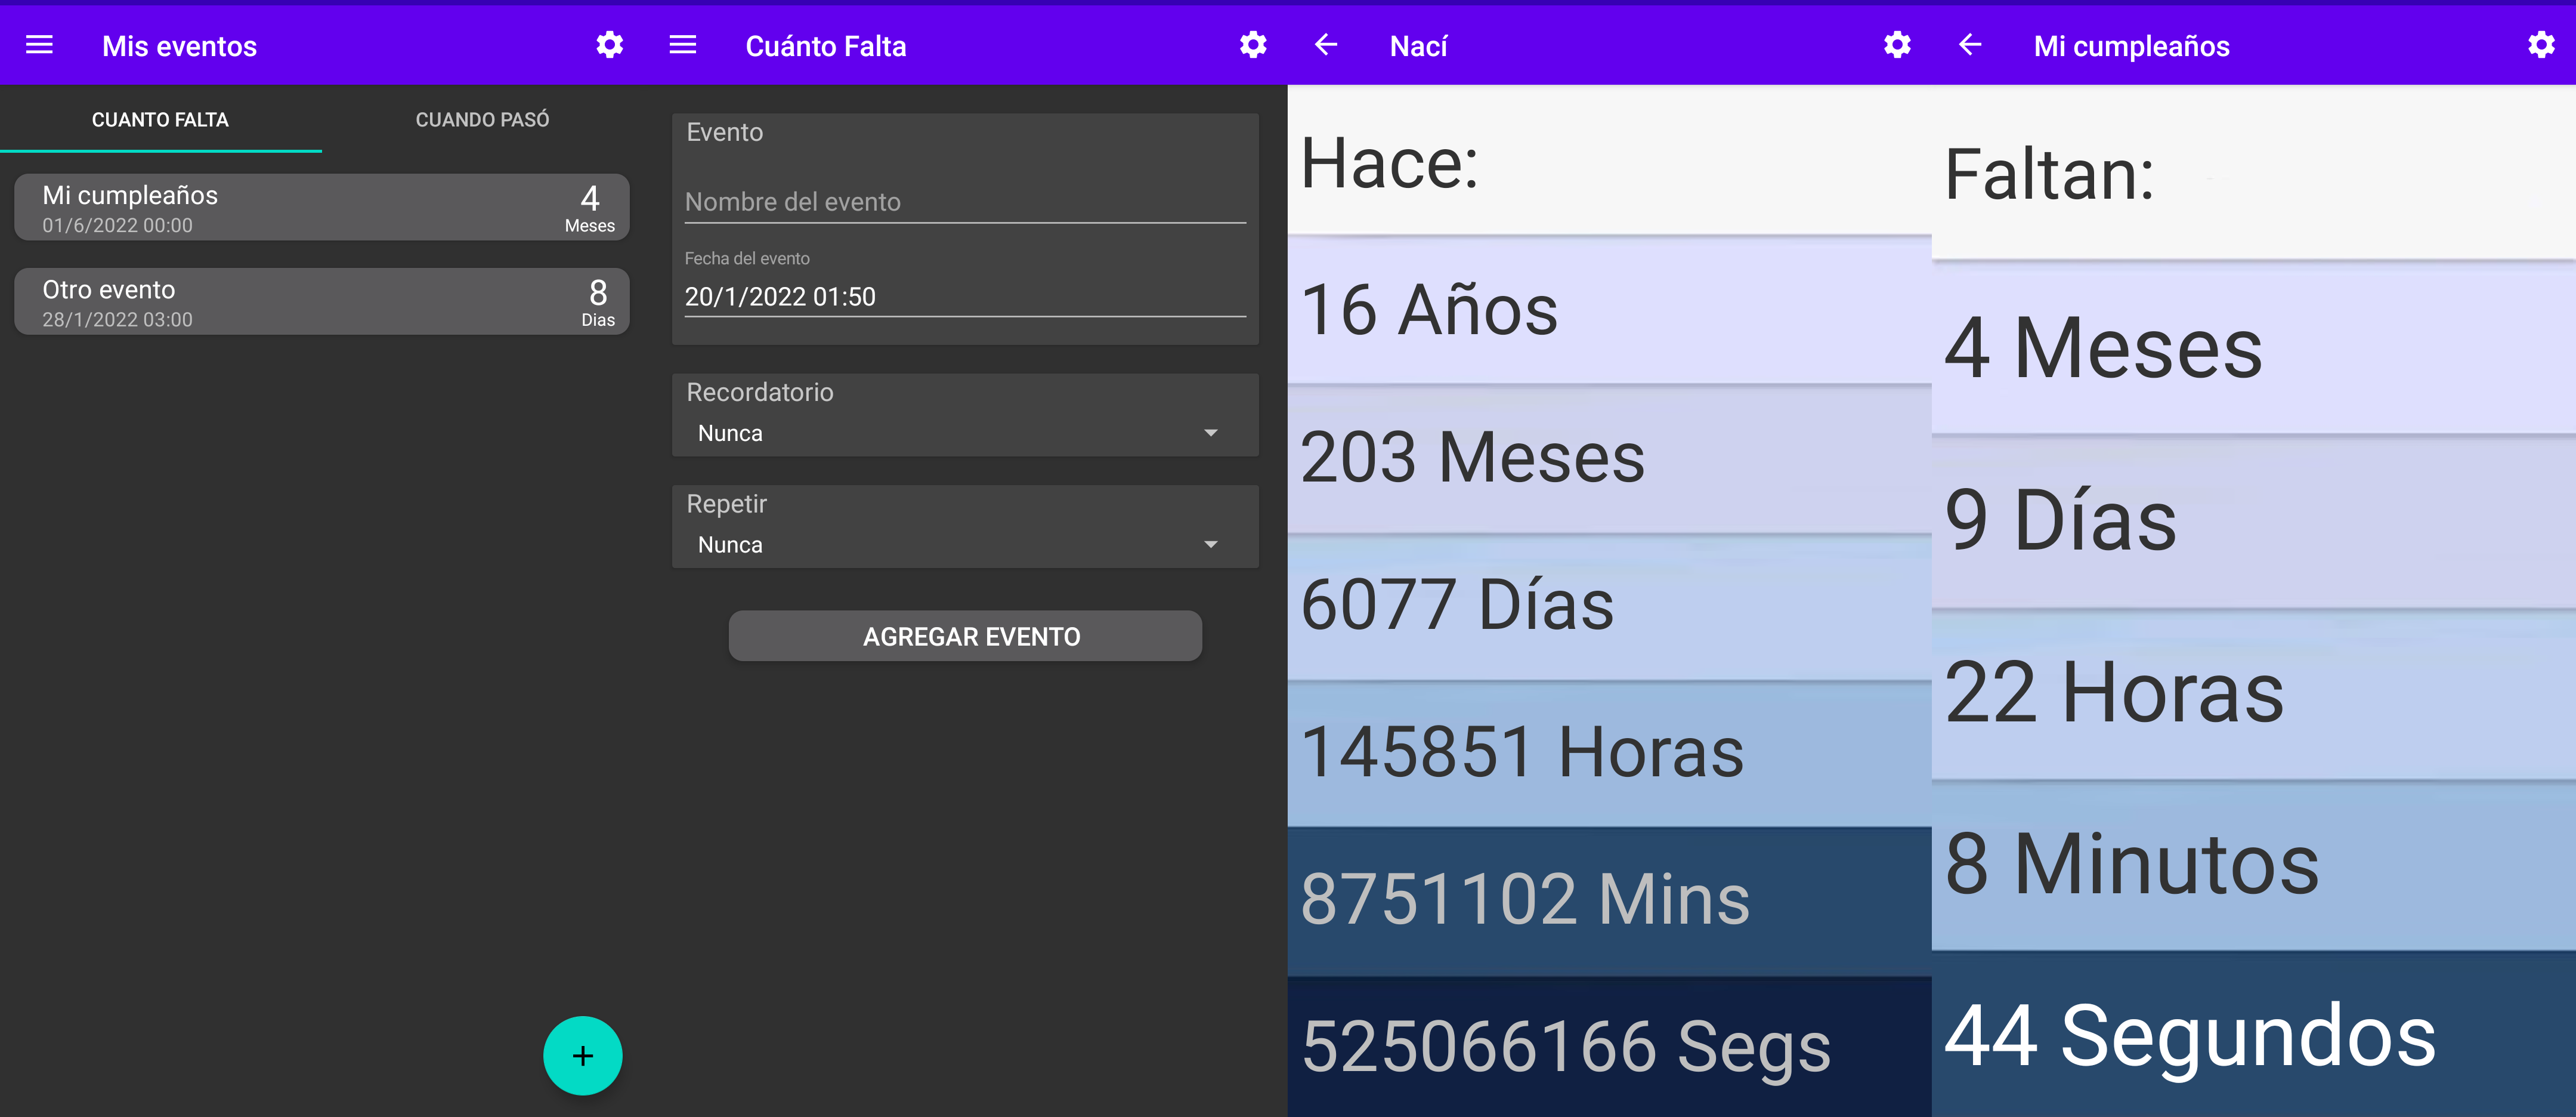 Mis eventos
CUANTO FALTA
CUANDO PASÓ
Mi cumpleaños
01/6/2022 00:00
4
Meses
Otro evento
28/1/2022 03:00
8
Dias
+
Cuánto Falta
Evento
Nombre del evento
Fecha del evento
20/1/2022 01:50
Recordatorio
Nunca
Repetir
Nunca
AGREGAR EVENTO
Nací
Hace:
16 Años
203 Meses
6077 Días
145851 Horas
8751102 Mins
525066166 Segs
Mi cumpleaños
Faltan:
4 Meses
9 Días
22 Horas
8 Minutos
44 Segundos